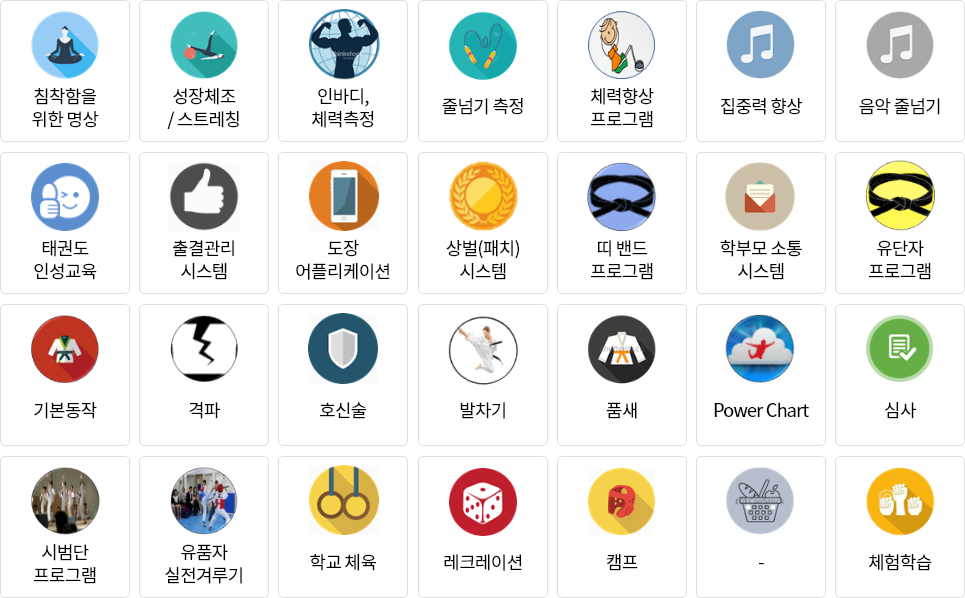 침착함을
위한 명상
성장체조
/ 스트레칭
인바디,
체력측정
줄넘기 측정
체력향상
프로그램
집중력 향상
음악 줄넘기
태권도
인성교육
출결관리
시스템
도장
어플리케이션
상벌(패치)
시스템
띠 밴드
프로그램
학부모 소통
시스템
유단자
프로그램
기본동작
격파
호신술
발차기
품새
Power Chart
심사
시범단
프로그램
유품자
실전겨루기
학교 체육
레크레이션
캠프
-
체험학습